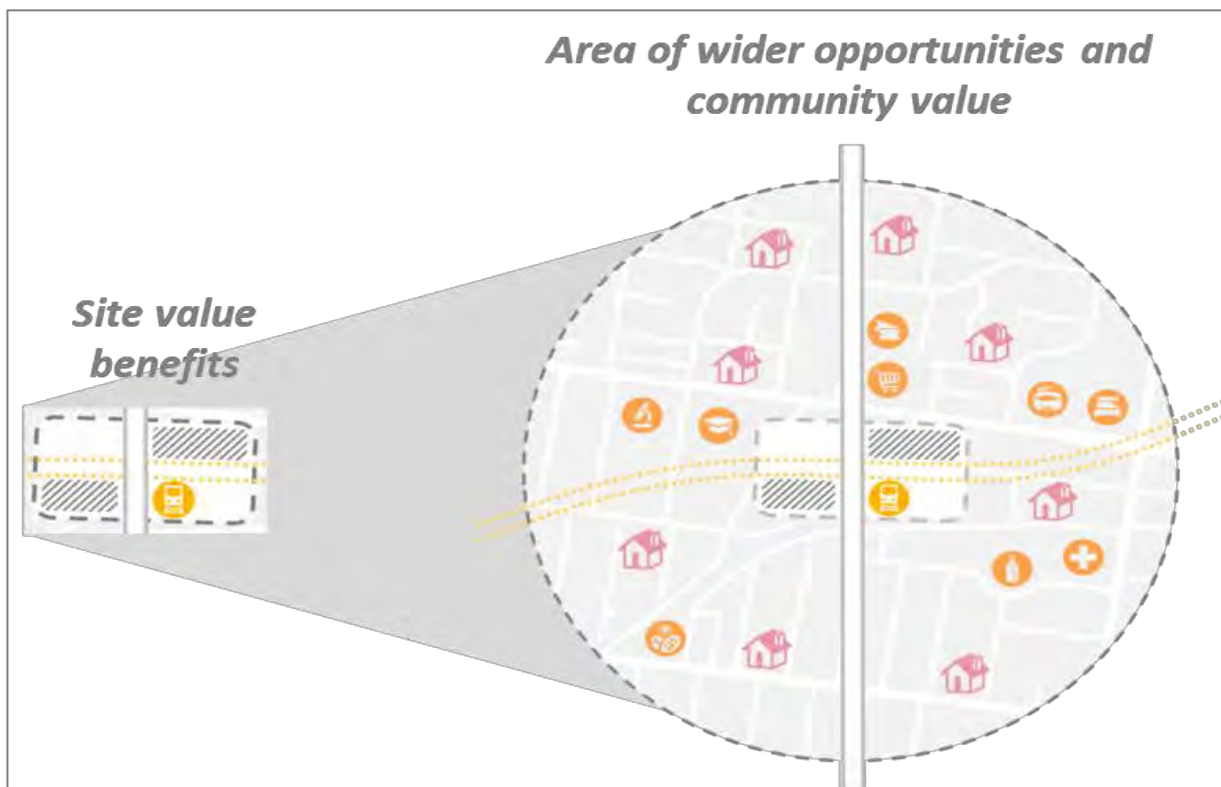 Area of wider opportunities and
community value
Site value
benefits